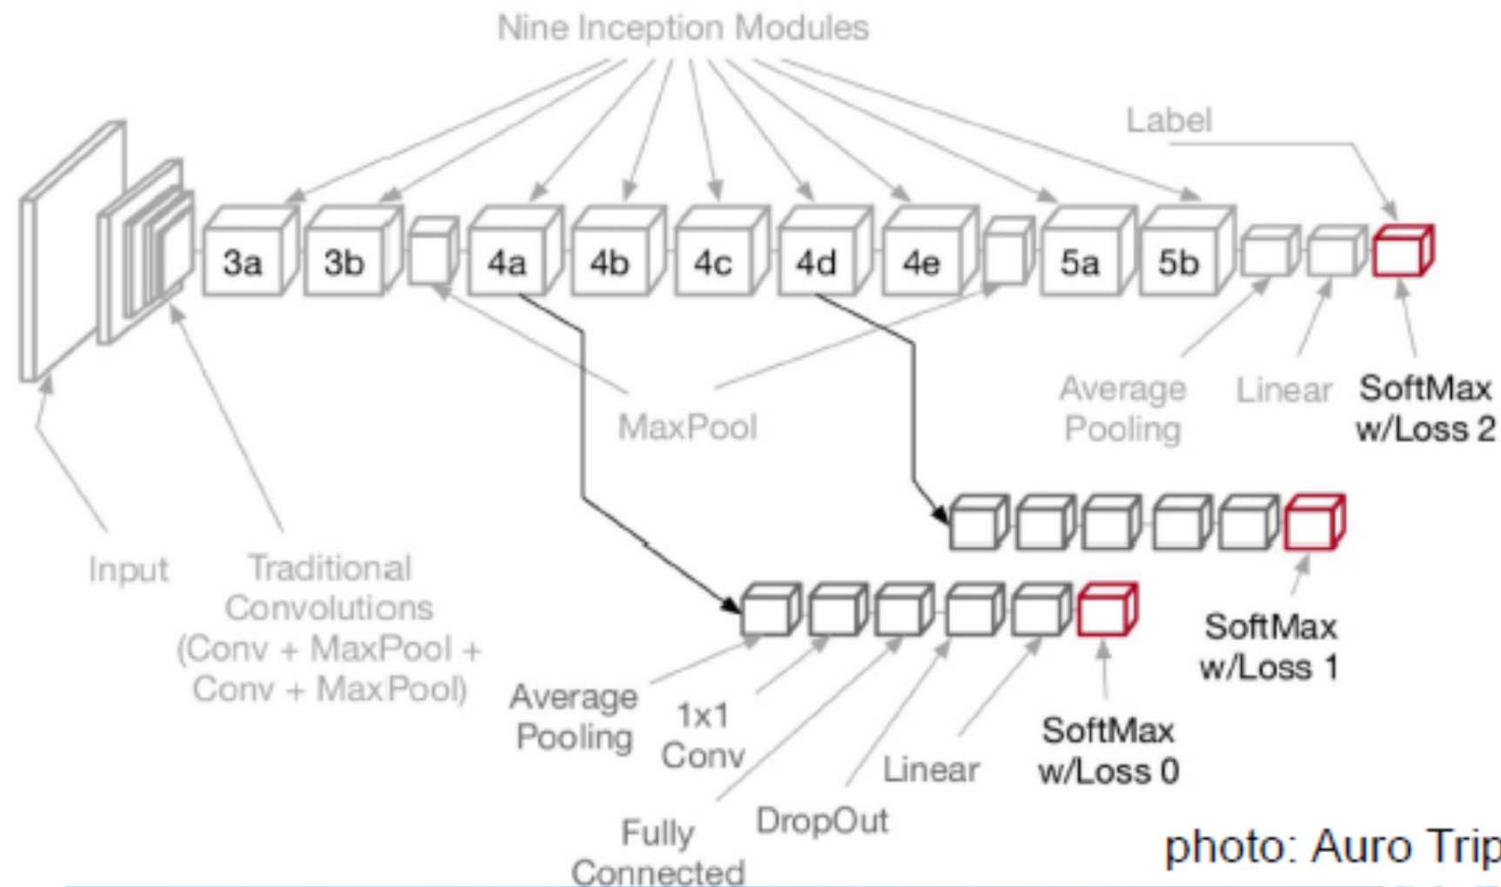 Nine Inception Modules
Label
3a
3b
4a
4b
4c
4d
4e
5a
5b
MaxPool
Average
Pooling
Linear
SoftMax
w/Loss 2
Input
Traditional
Convolutions
(Conv + MaxPool +
Conv + MaxPool)
SoftMax
w/Loss 1
Average
Pooling
1x1
Conv
Fully
Connected
DropOut
Linear
SoftMax
w/Loss 0
photo: Auro Trip